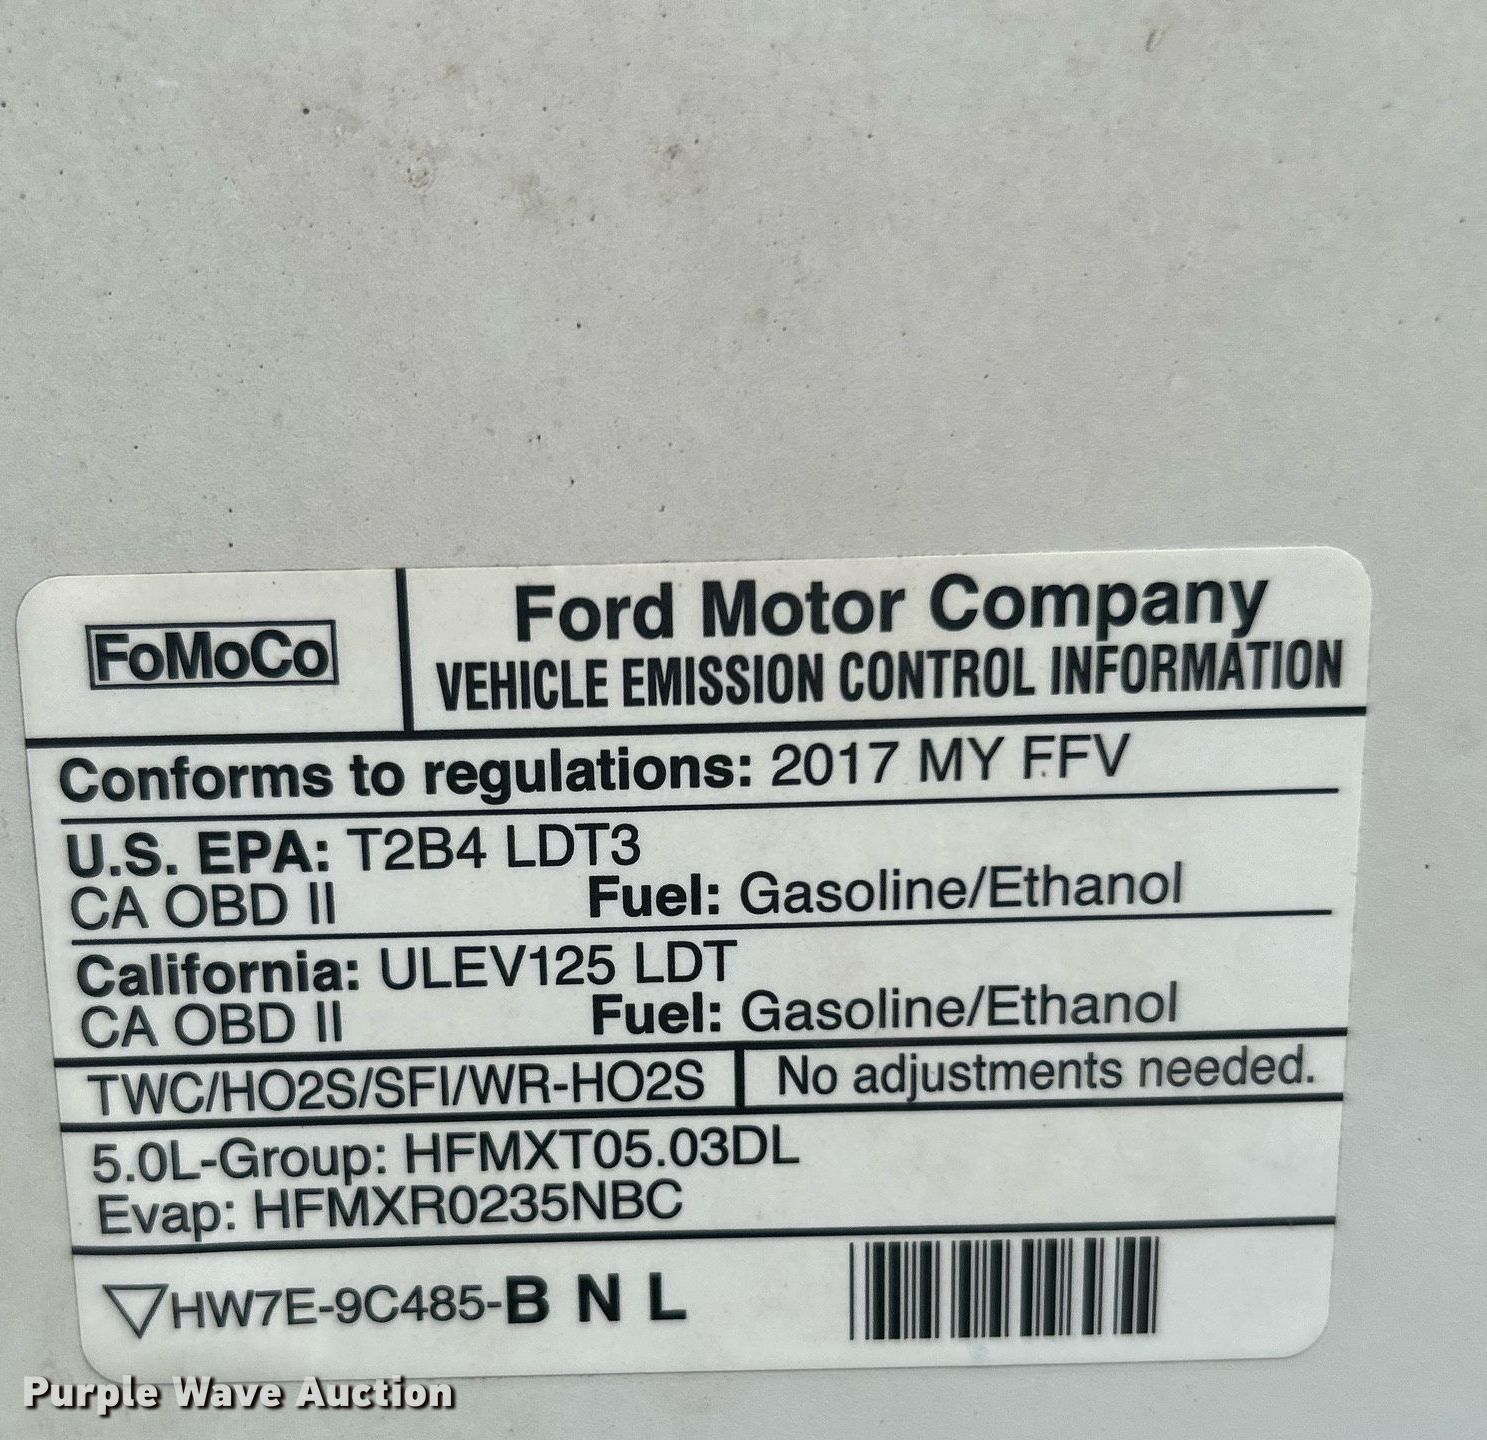 FoMoCo
Ford Motor Company
VEHICLE EMISSION CONTROL INFORMATION
Conforms to regulations: 2017 MY FFV
U.S. EPA: T2B4 LDT3
CA OBD II Fuel: Gasoline/Ethanol
California: ULEV125 LDT
CA OBD II Fuel: Gasoline/Ethanol
TWC/HO2S/SFI/WR-HO2S No adjustments needed.
5.0L-Group: HFMXT05.03DL
Evap: HFMXR0235NBC
HW7E-9C485-B N L
Purple Wave Auction